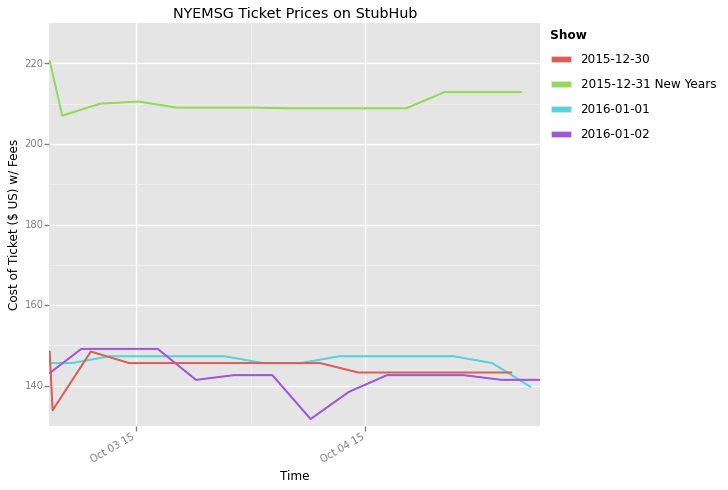 NYEMSG Ticket Prices on StubHub
Show
2015-12-30
2015-12-31 New Years
2016-01-01
2016-01-02
Cost of Ticket ($ US) w/ Fees
220
200
180
160
140
Oct 03 15
Oct 04 15
Time